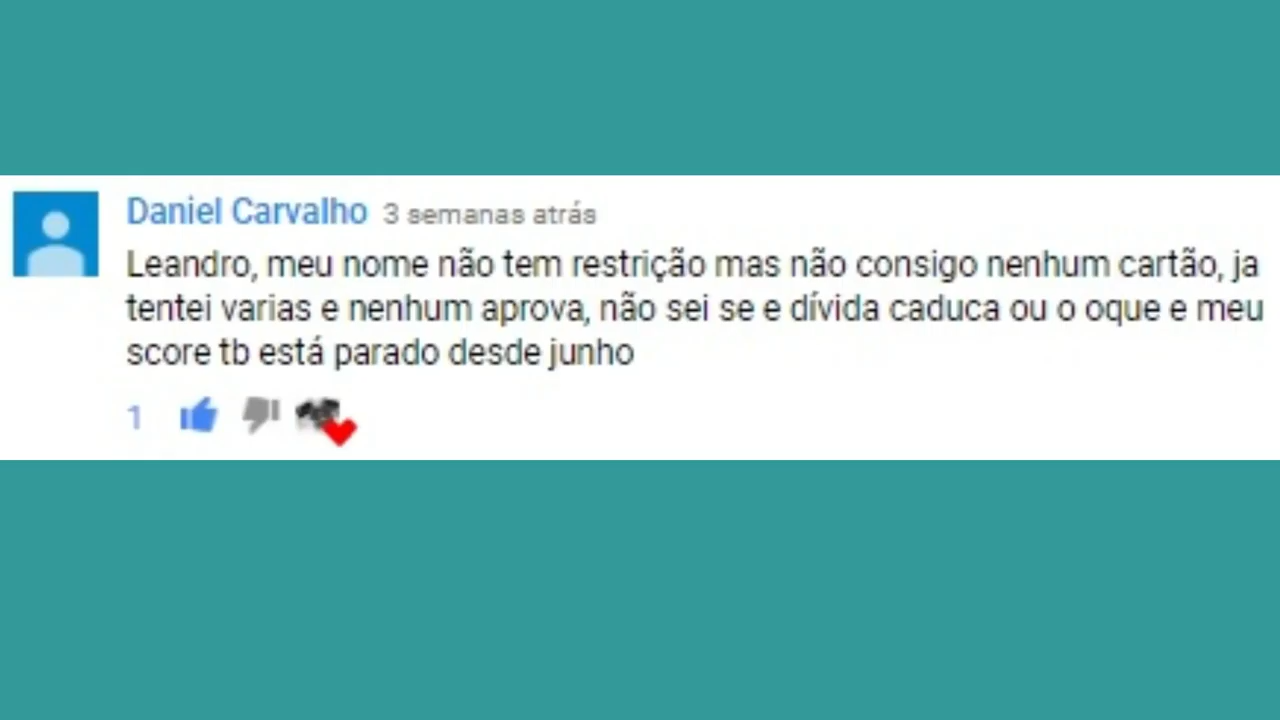 Daniel Carvalho 3 semanas atrás
Leandro, meu nome não tem restrição mas não consigo nenhum cartão, ja
tentei varias e nenhum aprova, não sei se e dívida caduca ou o oque e meu
score tb está parado desde junho
1